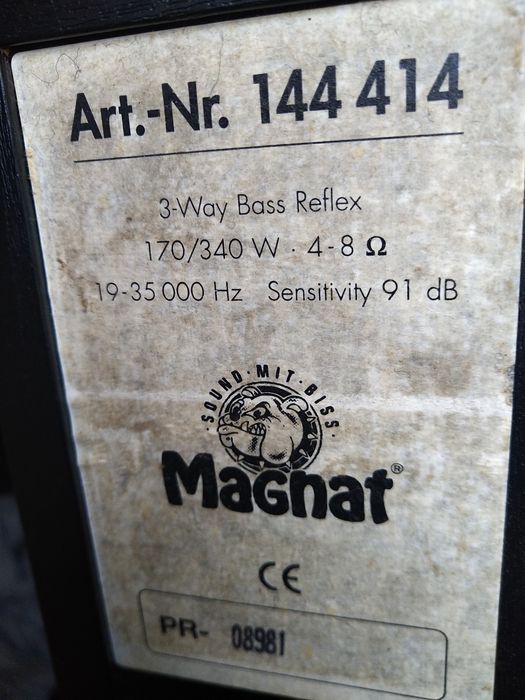 Art.-Nr. 144 414
3-Way Bass Reflex
170/340 W · 4-8 Ω
19-35 000 Hz Sensitivity 91 dB
SOUND·MIT·BISS·
Magnat®
CE
PR- 08981